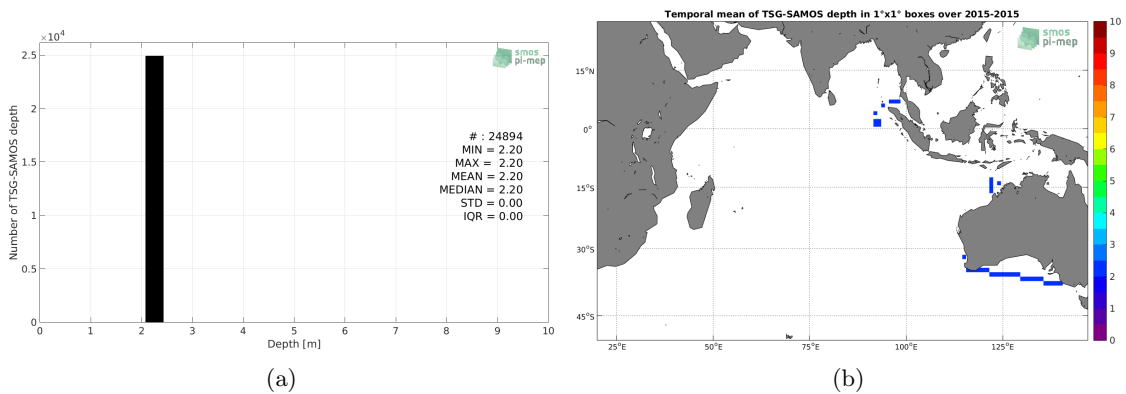 ×10⁴
2.5
2
1.5
1
0.5
0
Number of TSG-SAMOS depth
smos
pi-mep
# : 24894
MIN = 2.20
MAX = 2.20
MEAN = 2.20
MEDIAN = 2.20
STD = 0.00
IQR = 0.00
0 1 2 3 4 5 6 7 8 9 10
Depth [m]
(a)
Temporal mean of TSG-SAMOS depth in 1°x1° boxes over 2015-2015
smos
pi-mep
15°N
0°
15°S
30°S
45°S
25°E 50°E 75°E 100°E 125°E
10
9
8
7
6
5
4
3
2
1
0
(b)